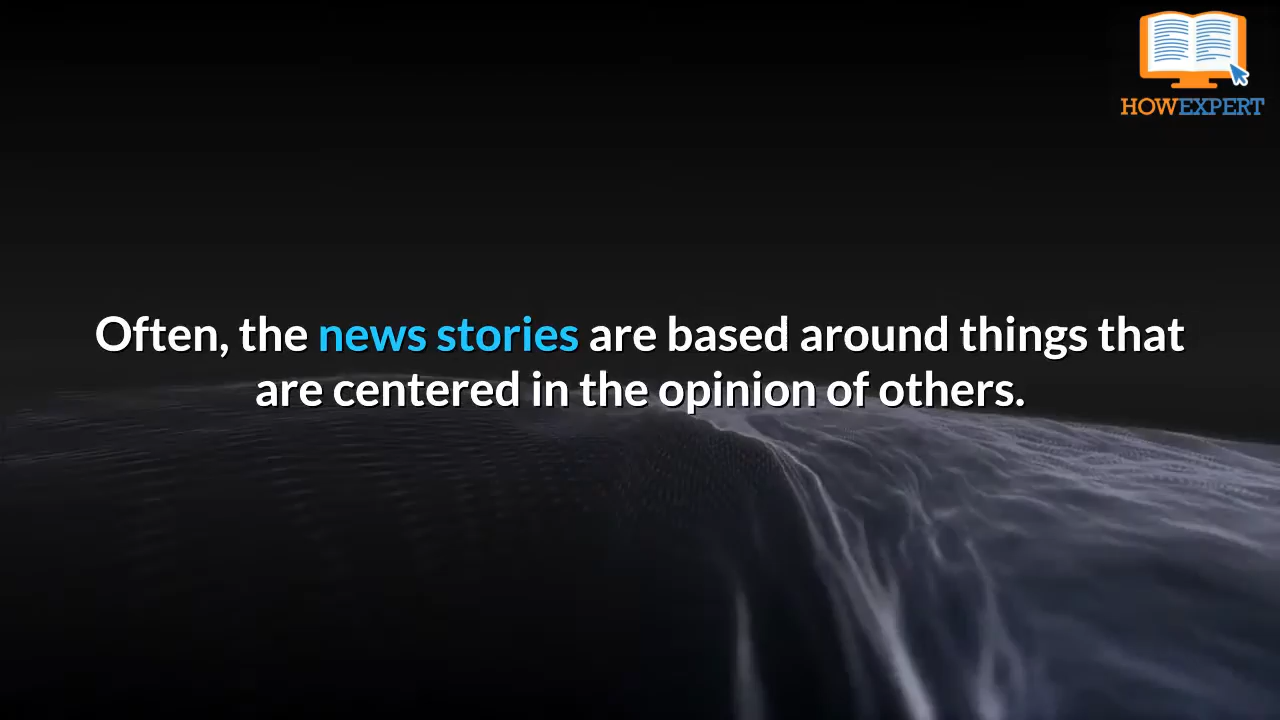 HOWEXPERT
Often, the news stories are based around things that
are centered in the opinion of others.